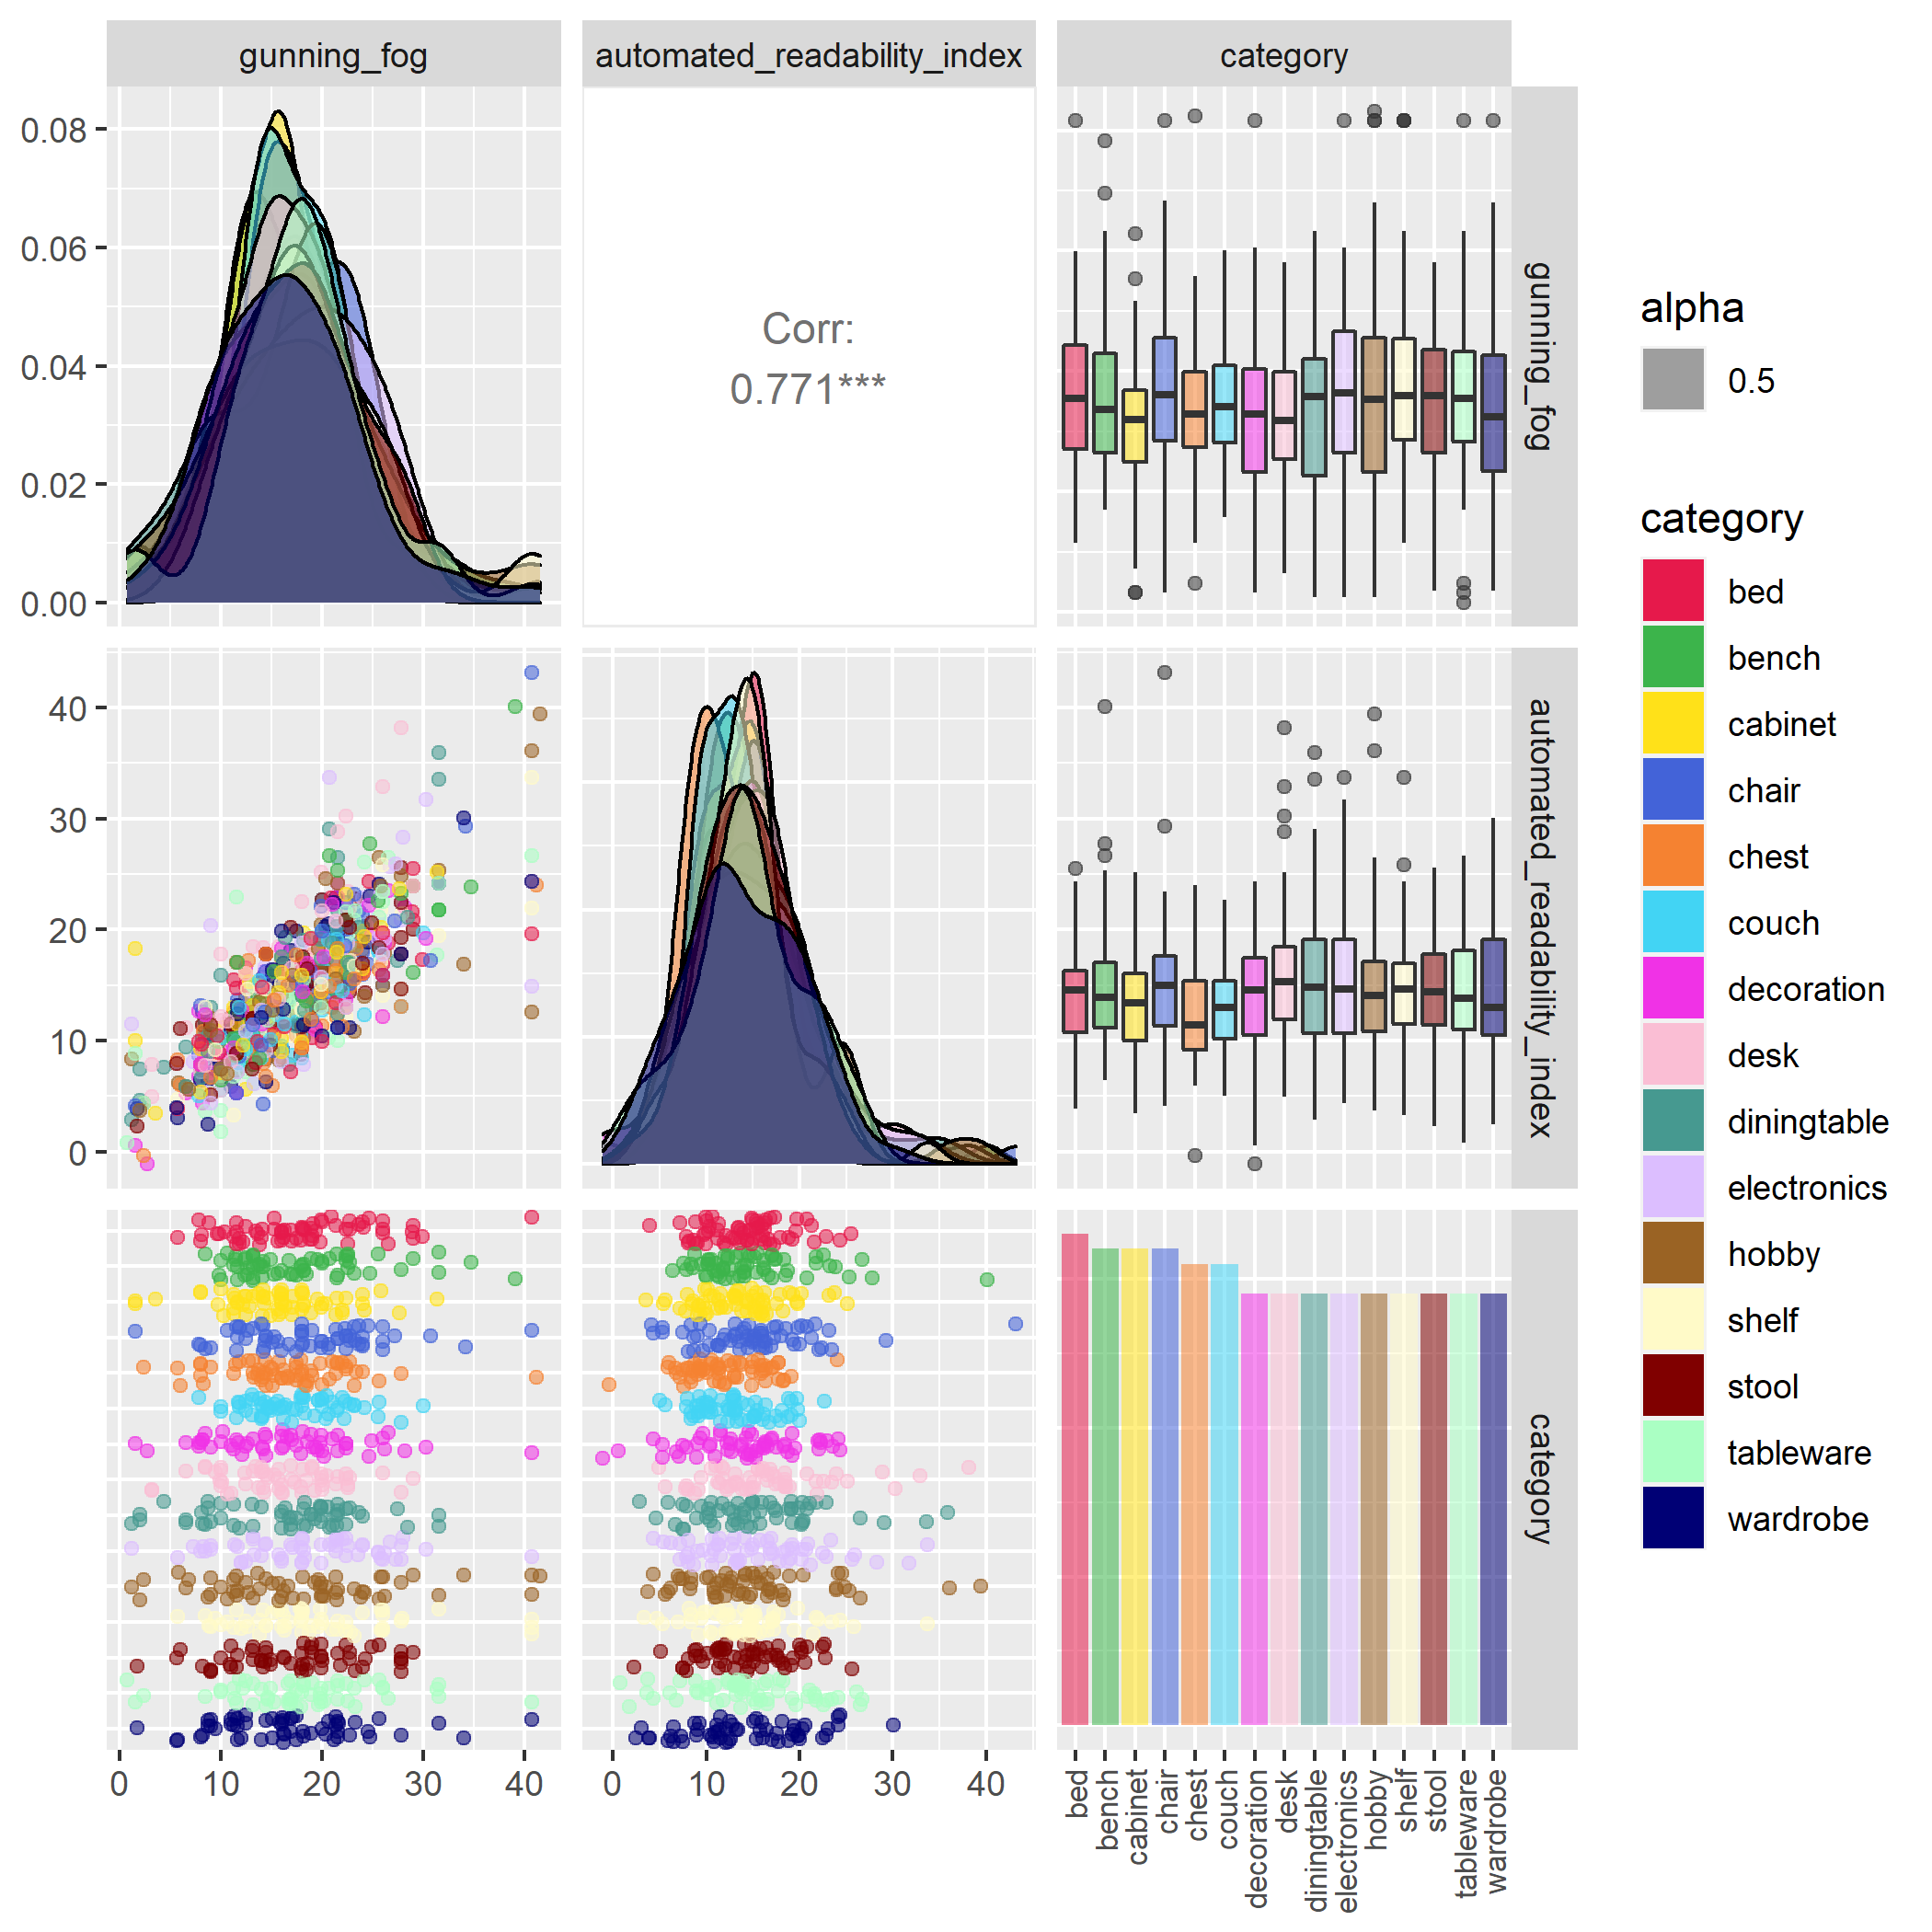 gunning_fog
automated_readability_index
category
0.08
0.06
0.04
0.02
0.00
Corr:
0.771***
gunning_fog
40
30
20
10
0
automated_readability_index
category
0
10
20
30
40
0
10
20
30
40
bed
bench
cabinet
chair
chest
couch
decoration
desk
diningtable
electronics
hobby
shelf
stool
tableware
wardrobe
alpha
0.5
category
bed
bench
cabinet
chair
chest
couch
decoration
desk
diningtable
electronics
hobby
shelf
stool
tableware
wardrobe